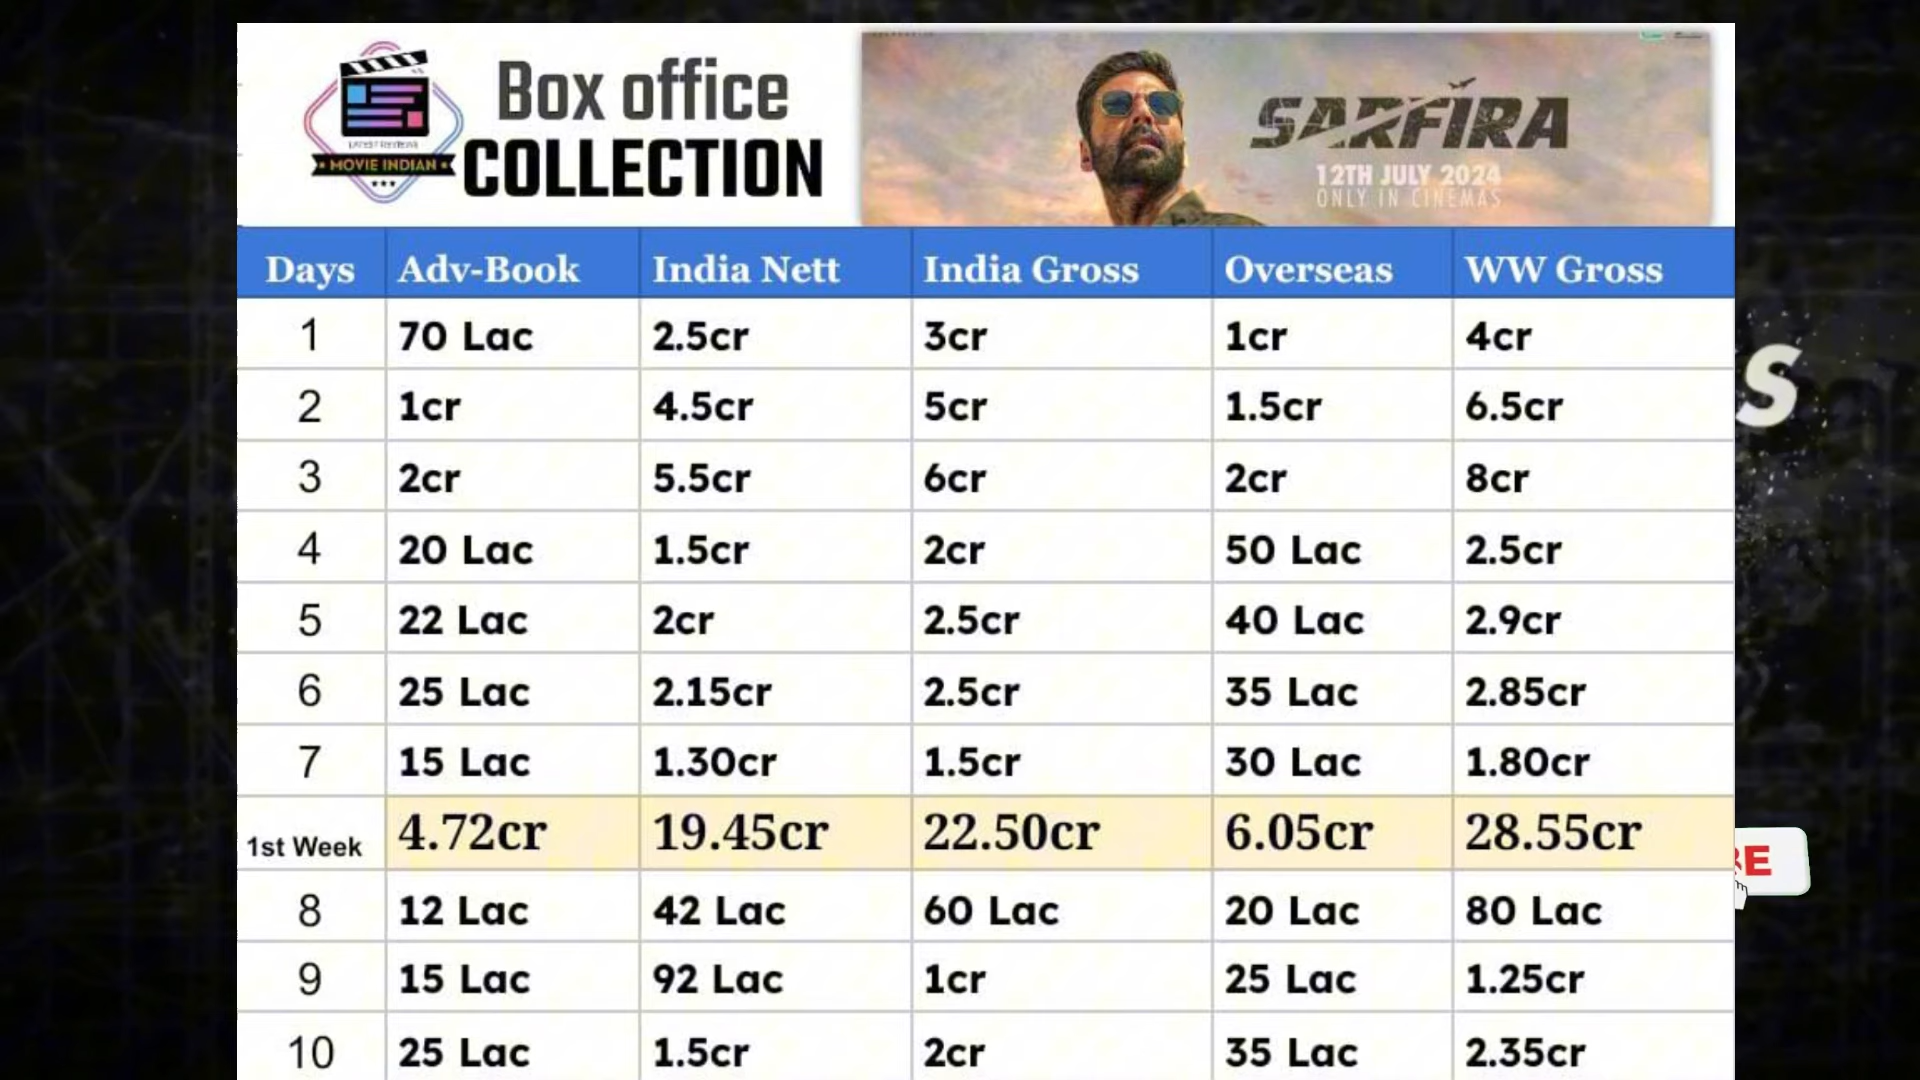 Box office
COLLECTION
MOVIE INDIAN
SARFIRA
12TH JULY 2024
ONLY IN CINEMAS
Days Adv-Book India Nett India Gross Overseas WW Gross
1 70 Lac 2.5cr 3cr 1cr 4cr
2 1cr 4.5cr 5cr 1.5cr 6.5cr
3 2cr 5.5cr 6cr 2cr 8cr
4 20 Lac 1.5cr 2cr 50 Lac 2.5cr
5 22 Lac 2cr 2.5cr 40 Lac 2.9cr
6 25 Lac 2.15cr 2.5cr 35 Lac 2.85cr
7 15 Lac 1.30cr 1.5cr 30 Lac 1.80cr
1st Week 4.72cr 19.45cr 22.50cr 6.05cr 28.55cr
8 12 Lac 42 Lac 60 Lac 20 Lac 80 Lac
9 15 Lac 92 Lac 1cr 25 Lac 1.25cr
10 25 Lac 1.5cr 2cr 35 Lac 2.35cr
S
E